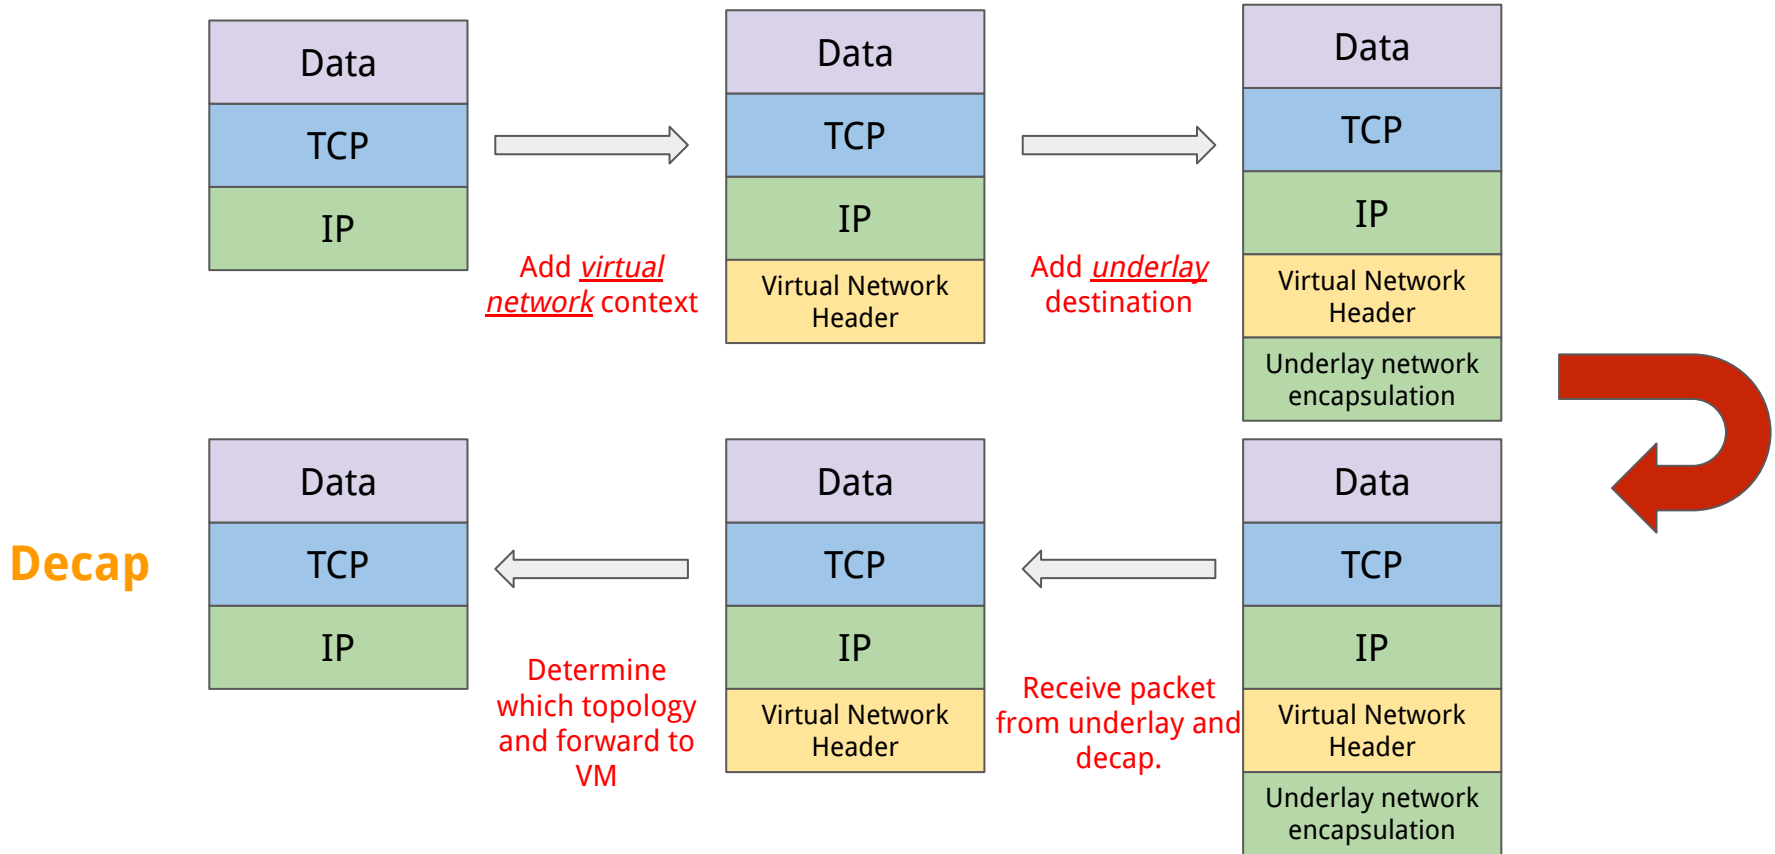 Data
TCP
IP
Add virtual
network context
Data
TCP
IP
Virtual Network
Header
Add underlay
destination
Data
TCP
IP
Virtual Network
Header
Underlay network
encapsulation
Decap
Data
TCP
IP
Determine
which topology
and forward to
VM
Data
TCP
IP
Virtual Network
Header
Receive packet
from underlay and
decap.
Data
TCP
IP
Virtual Network
Header
Underlay network
encapsulation